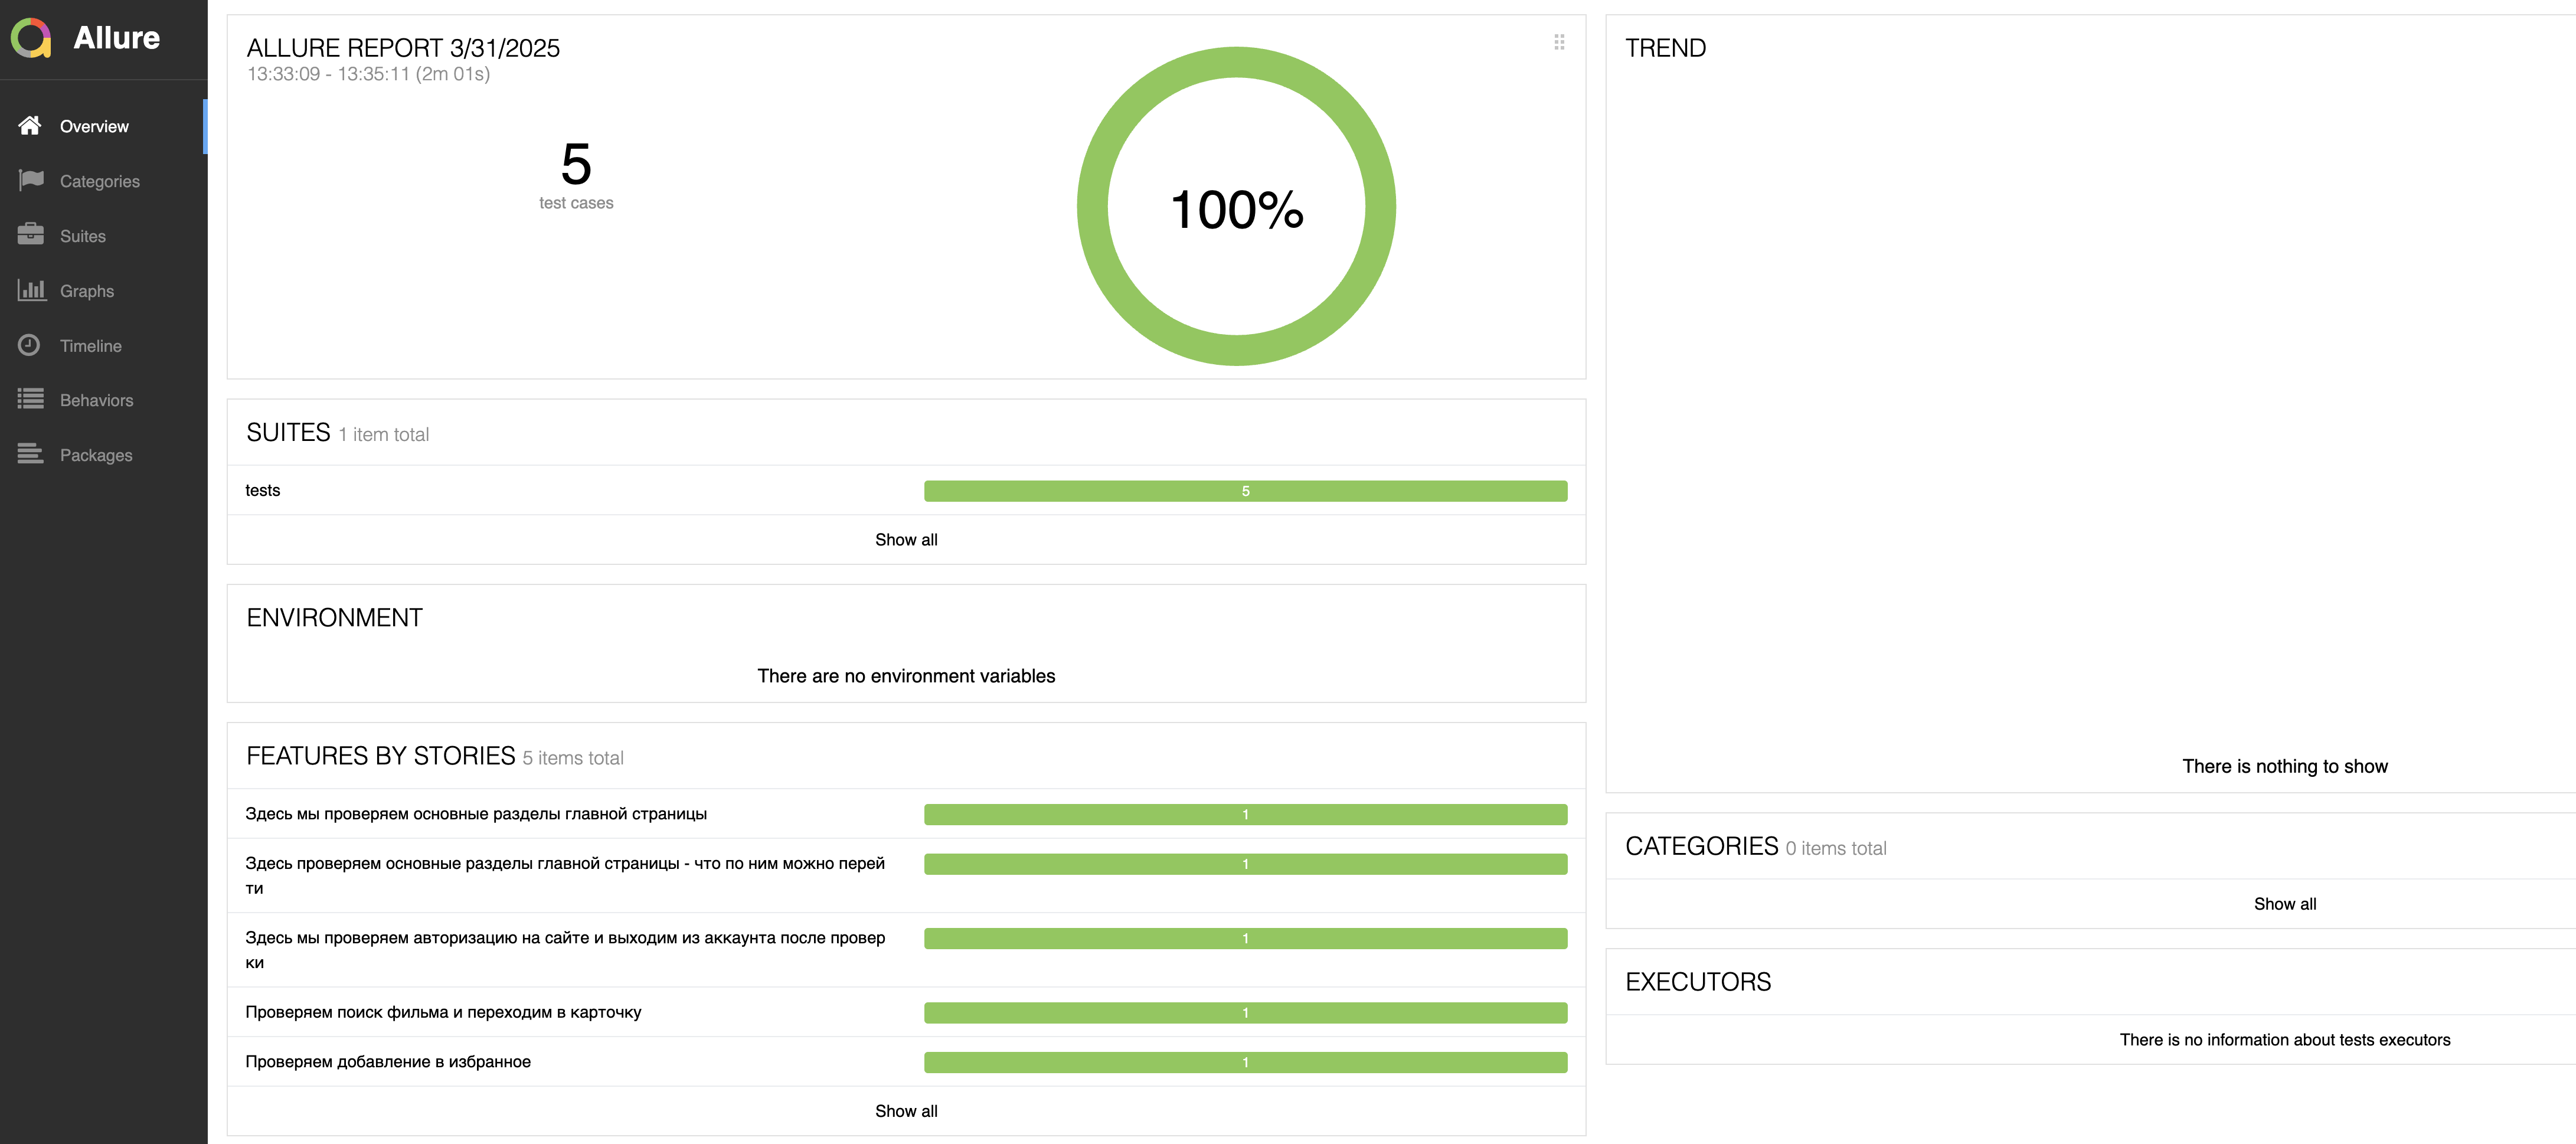 Allure
Overview
Categories
Suites
Graphs
Timeline
Behaviors
Packages
ALLURE REPORT 3/31/2025
13:33:09 - 13:35:11 (2m 01s)
5
test cases
100%
SUITES 1 item total
tests 5
Show all
ENVIRONMENT
There are no environment variables
FEATURES BY STORIES 5 items total
Здесь мы проверяем основные разделы главной страницы 1
Здесь проверяем основные разделы главной страницы - что по ним можно перей 1
ти
Здесь мы проверяем авторизацию на сайте и выходим из аккаунта после провер 1
ки
Проверяем поиск фильма и переходим в карточку 1
Проверяем добавление в избранное 1
Show all
TREND
There is nothing to show
CATEGORIES 0 items total
Show all
EXECUTORS
There is no information about tests executors